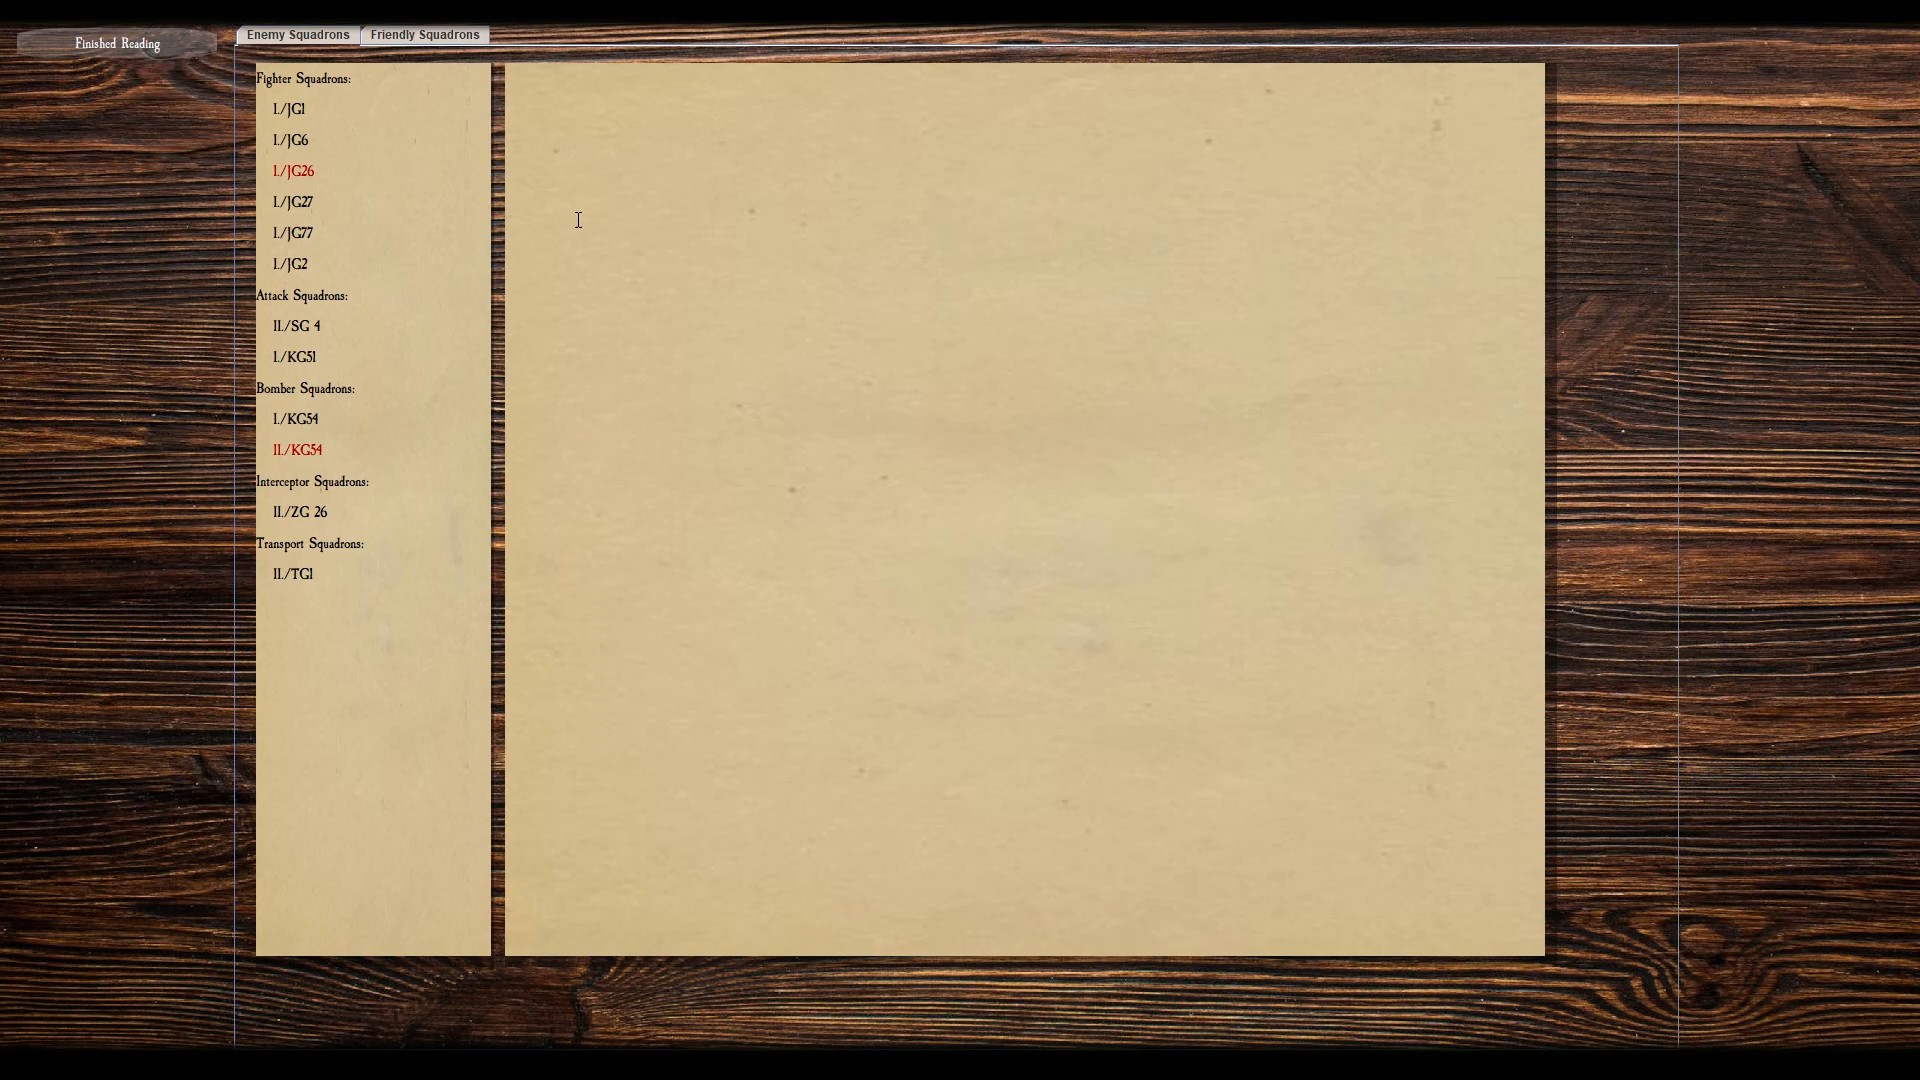 Finished Reading
Enemy Squadrons
Friendly Squadrons
Fighter Squadrons:
I./JG1
I./JG6
I./JG26
I./JG27
I./JG77
I./JG2
Attack Squadrons:
II./SG 4
I./KG51
Bomber Squadrons:
I./KG54
II./KG54
Interceptor Squadrons:
II./ZG 26
Transport Squadrons:
II./TG1